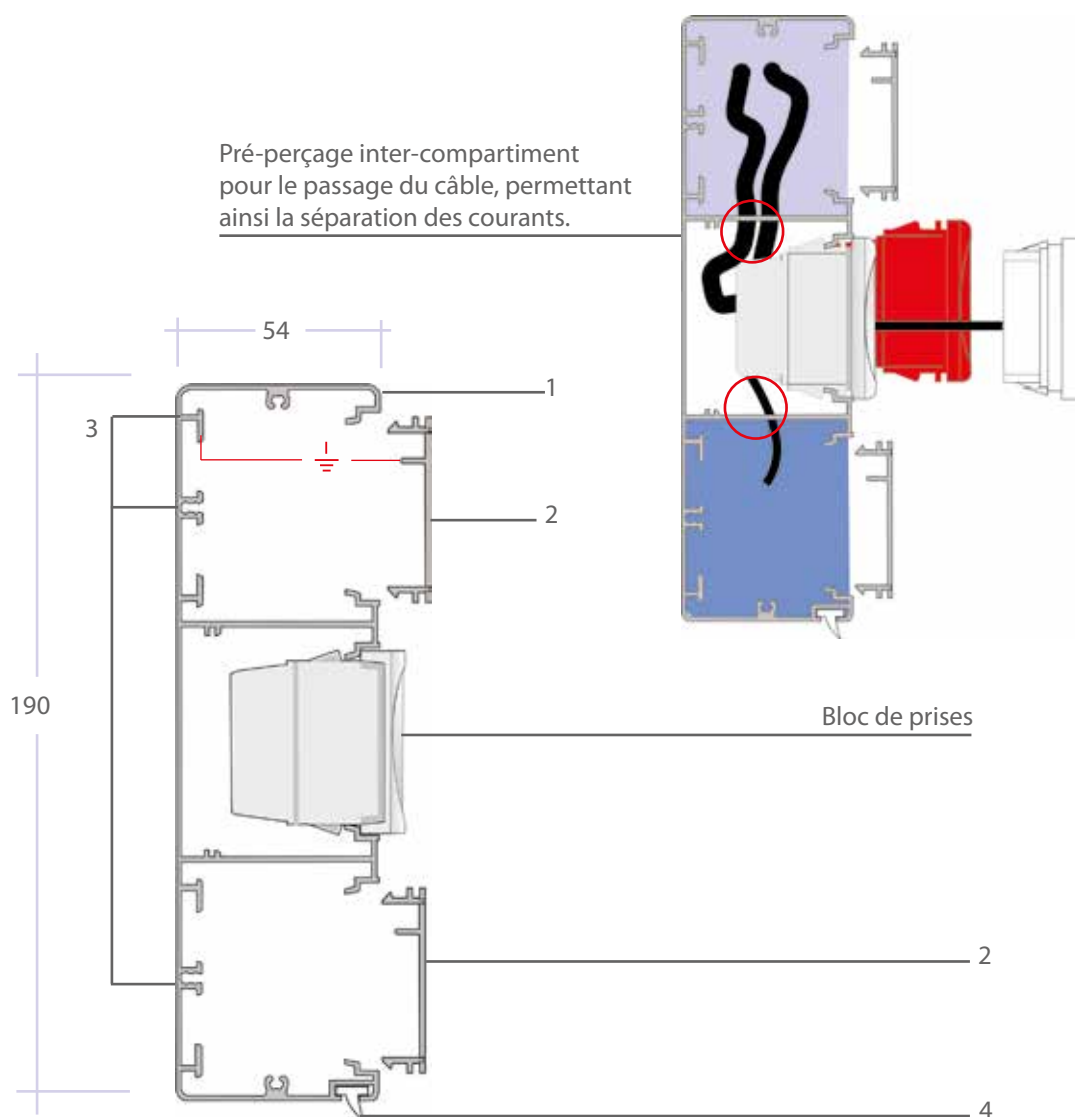 Pré-perçage inter-compartiment
pour le passage du câble, permettant
ainsi la séparation des courants.
54
1
3
2
190
Bloc de prises
2
4